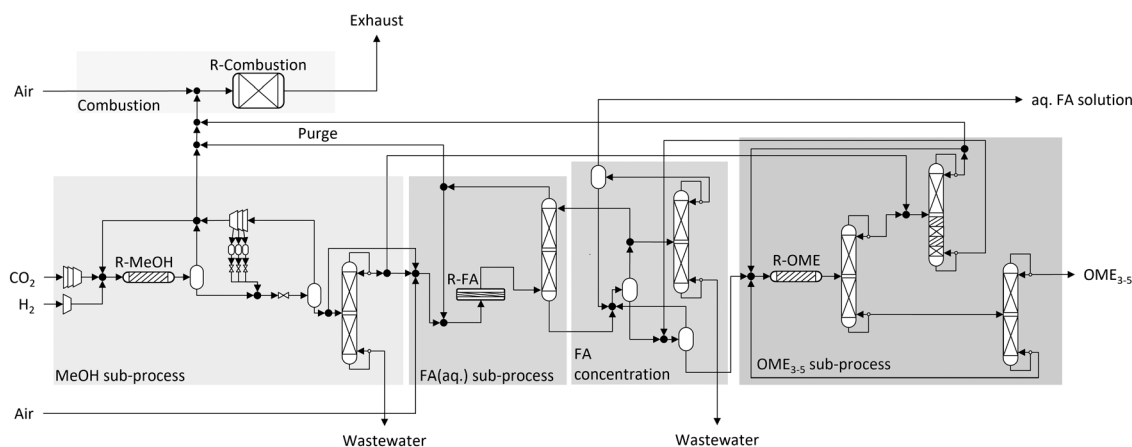 Exhaust
R-Combustion
Air
Combustion
aq. FA solution
Purge
CO₂
R-MeOH
H₂
R-FA
R-OME
OME₃₋₅
MeOH sub-process
FA(aq.) sub-process
FA
concentration
OME₃₋₅ sub-process
Air
Wastewater
Wastewater